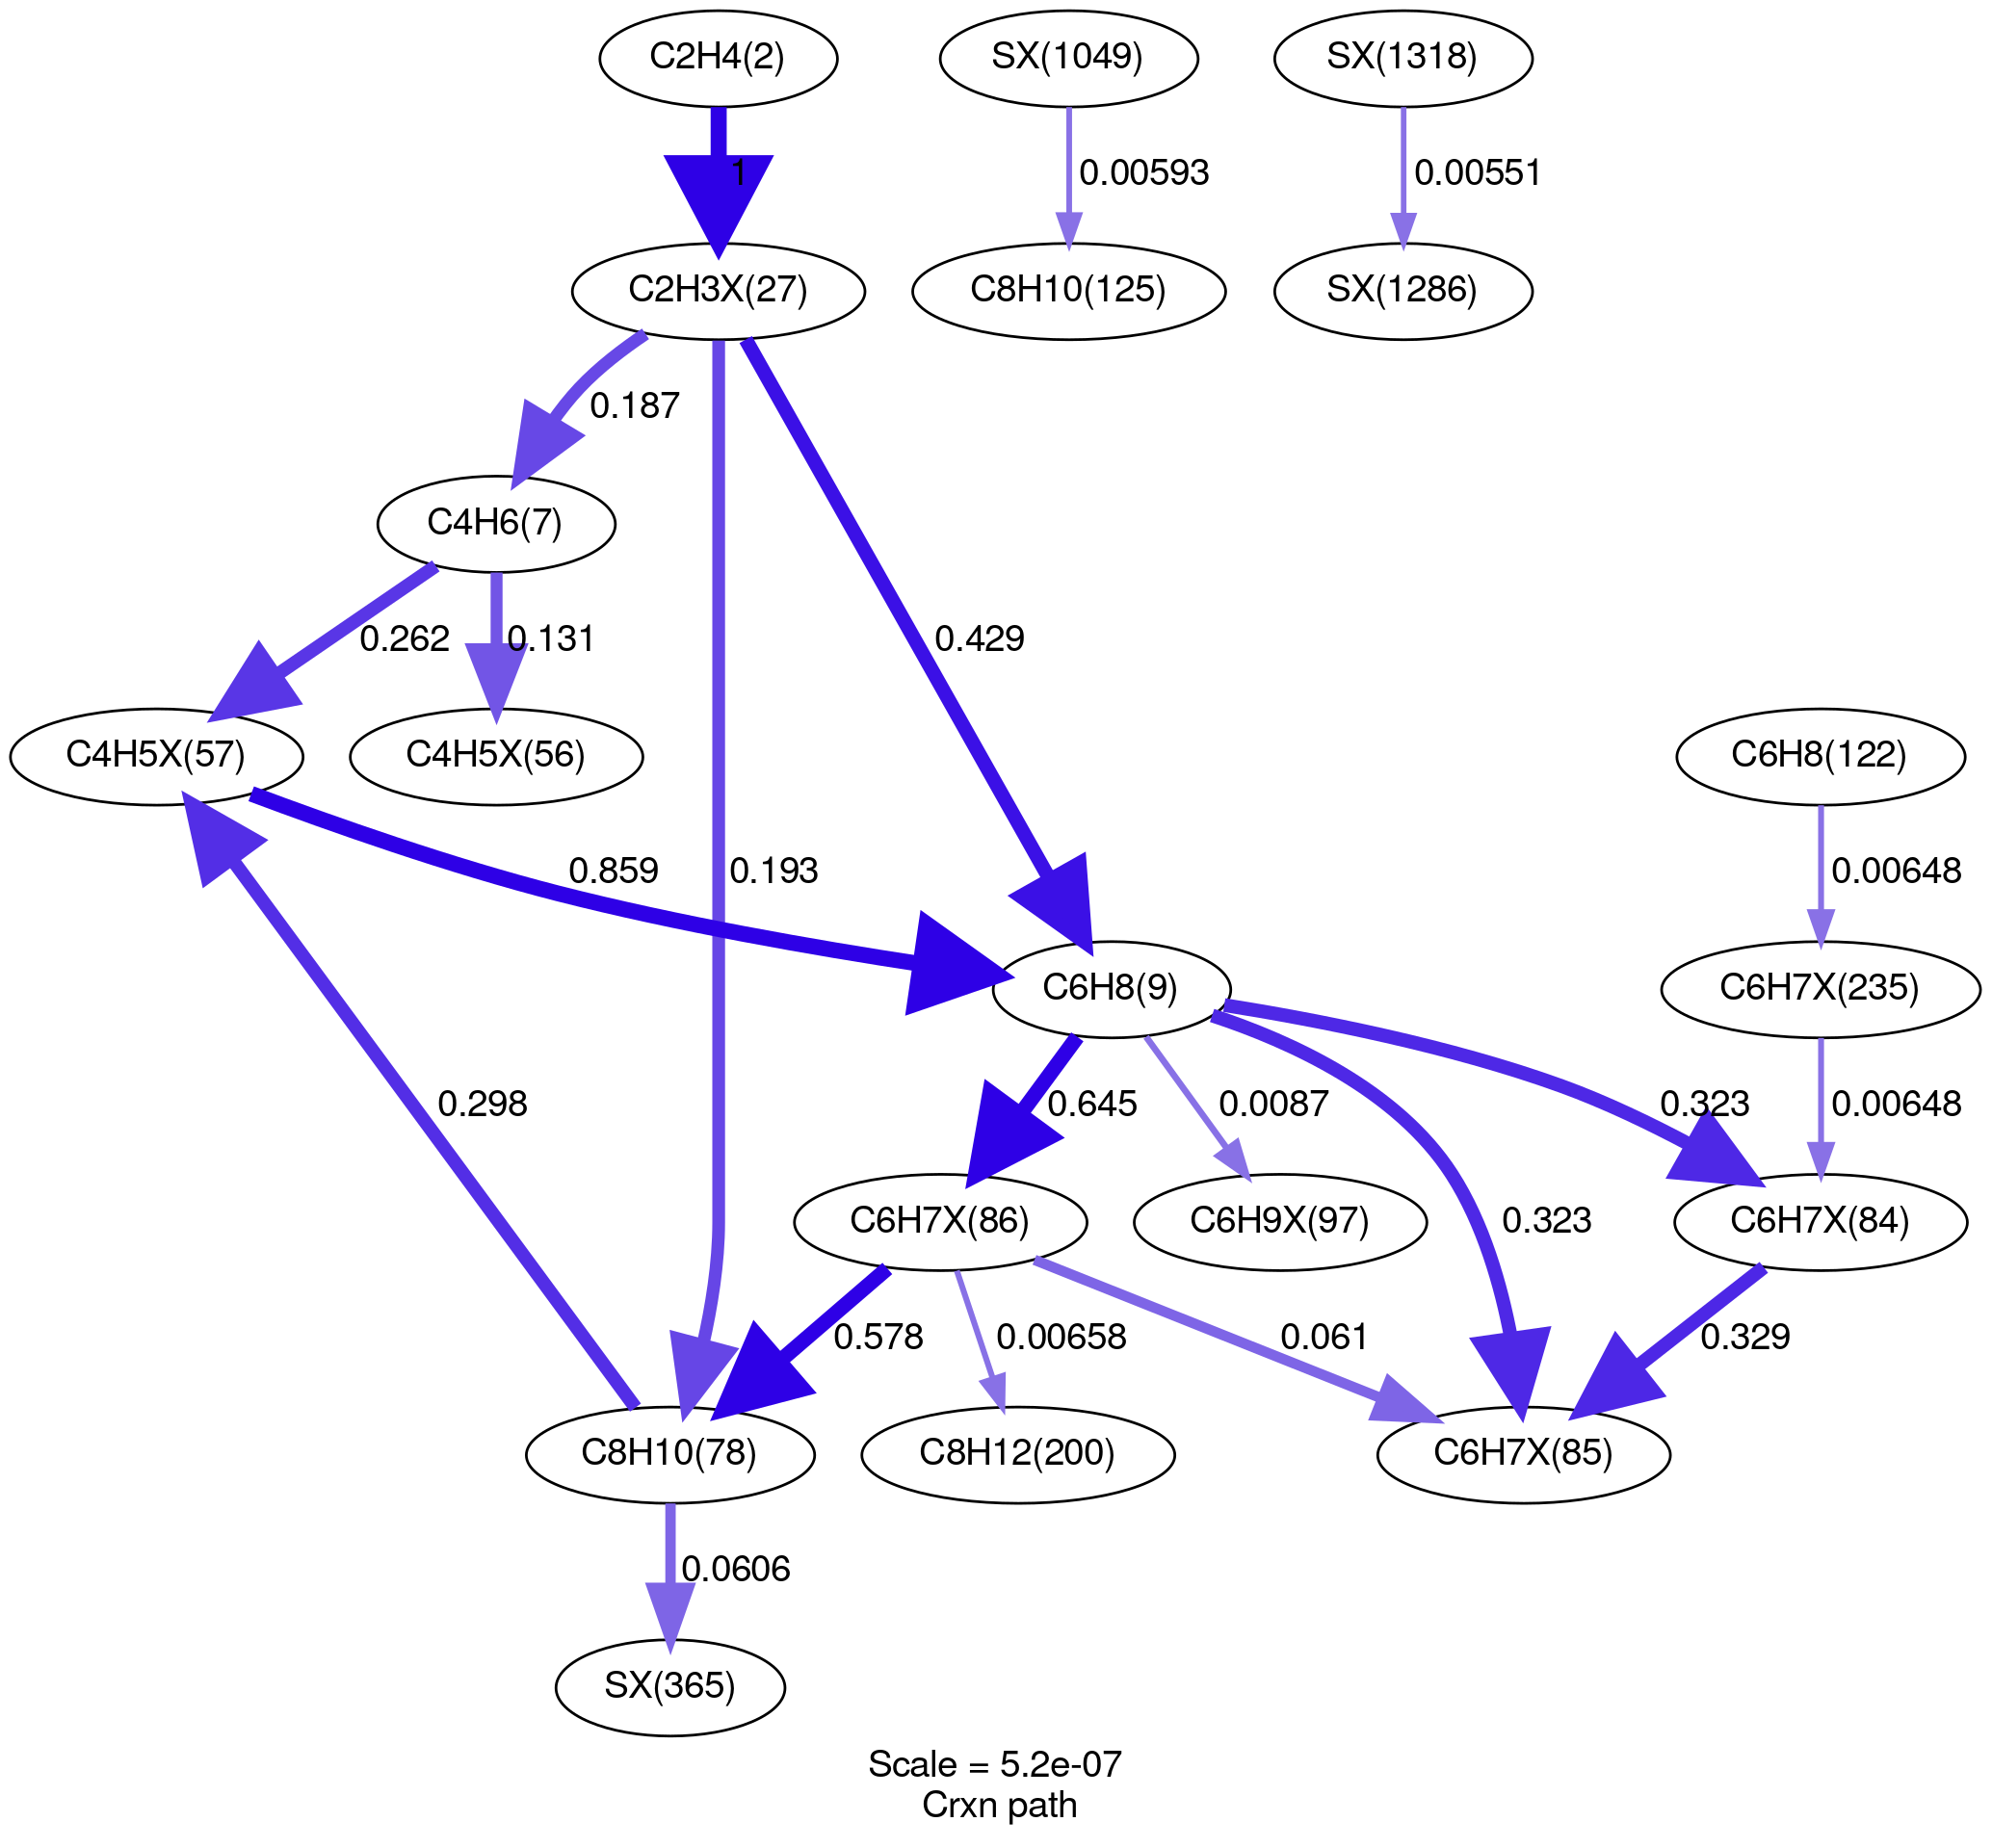 C2H4(2)
SX(1049)
SX(1318)
1
0.00593
0.00551
C2H3X(27)
C8H10(125)
SX(1286)
0.187
C4H6(7)
0.262
0.131
0.429
C4H5X(57)
C4H5X(56)
C6H8(122)
0.859
0.193
0.00648
C6H8(9)
C6H7X(235)
0.298
0.645
0.0087
0.323
0.00648
C6H7X(86)
C6H9X(97)
0.323
C6H7X(84)
0.578
0.00658
0.061
0.329
C8H10(78)
C8H12(200)
C6H7X(85)
0.0606
SX(365)
Scale = 5.2e-07
Crxn path